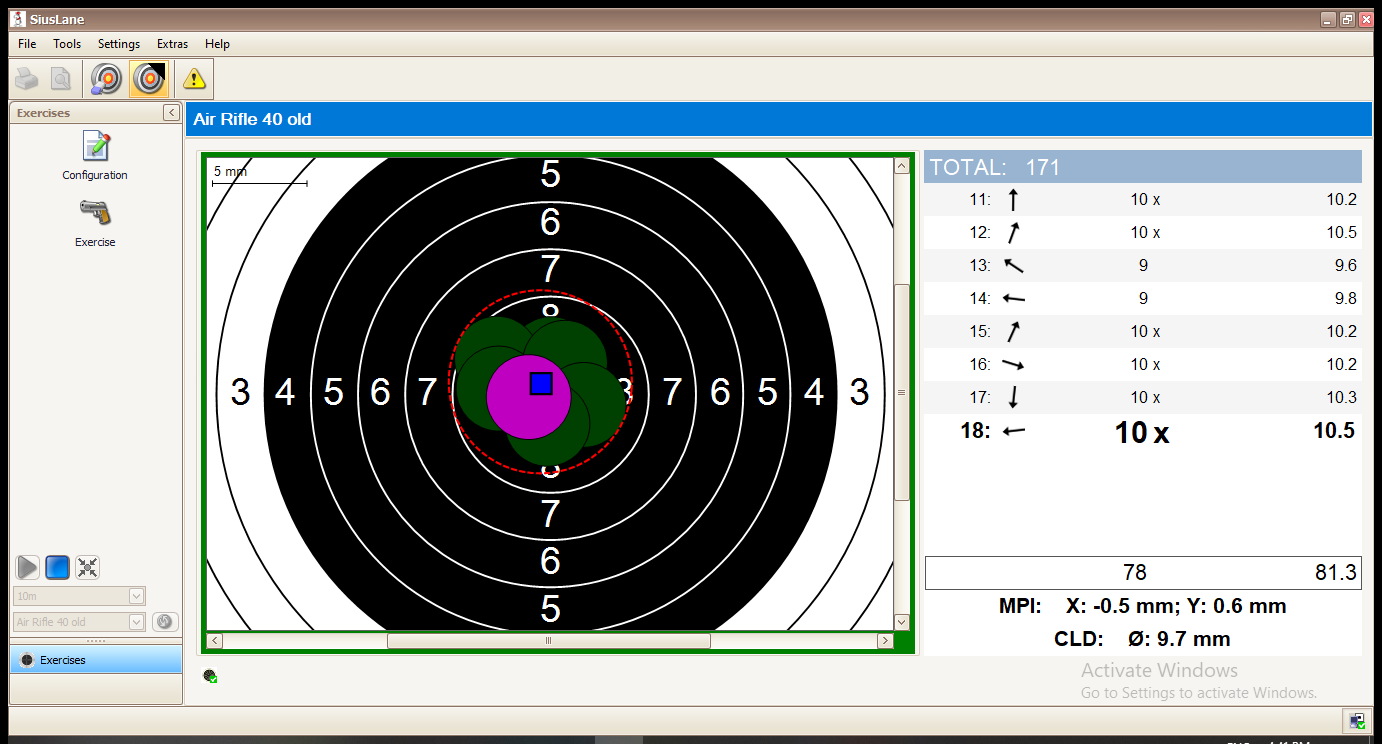 SiusLane
File Tools Settings Extras Help
Exercises
Configuration
Exercise
10m
Air Rifle 40 old
Exercises
Air Rifle 40 old
5 mm
5
6
7
8
3 4 5 6 7 8 7 6 5 4 3
8
7
6
5
TOTAL: 171
11: 10 x 10.2
12: 10 x 10.5
13: 9 9.6
14: 9 9.8
15: 10 x 10.2
16: 10 x 10.2
17: 10 x 10.3
18: 10 x 10.5
78 81.3
MPI: X: -0.5 mm; Y: 0.6 mm
CLD: Ø: 9.7 mm
Activate Windows
Go to Settings to activate Windows.